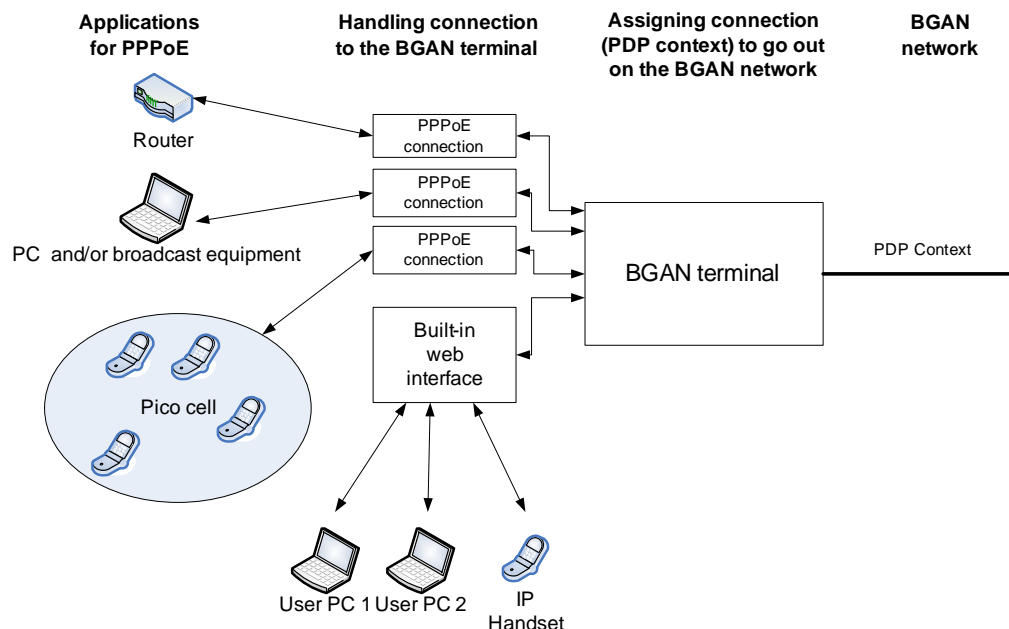 Applications
for PPPoE
Handling connection
to the BGAN terminal
Assigning connection
(PDP context) to go out
on the BGAN network
BGAN
network
Router
PPPoE
connection
PPPoE
connection
PC and/or broadcast equipment
PPPoE
connection
BGAN terminal
PDP Context
Built-in
web
interface
Pico cell
User PC 1
User PC 2
IP
Handset